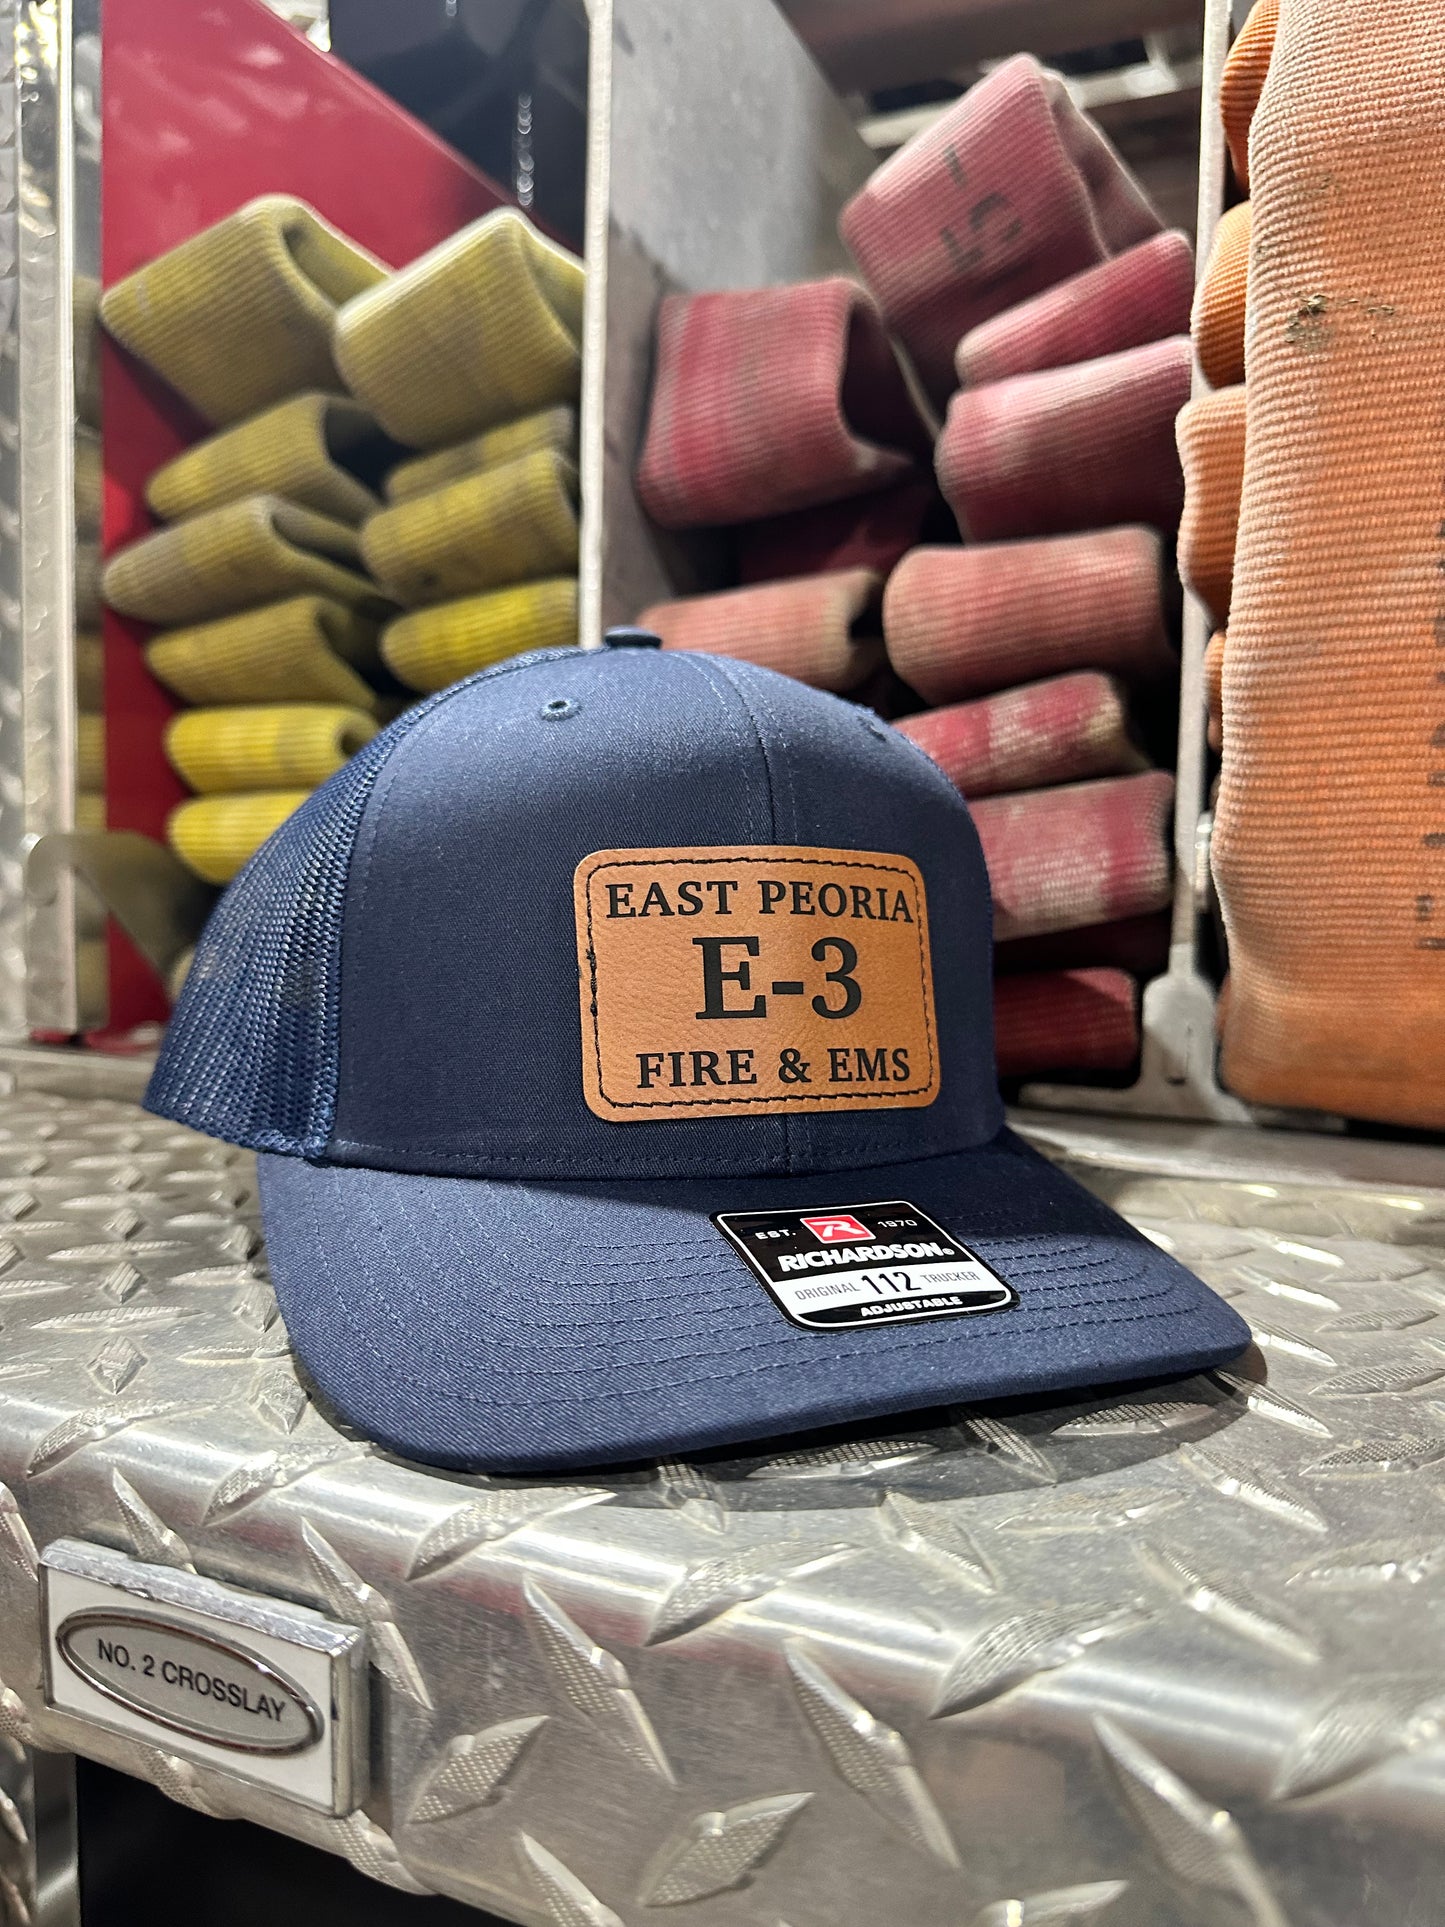 EAST PEORIA
E-3
FIRE & EMS
EST. R 1970
RICHARDSON®
ORIGINAL 112 TRUCKER
ADJUSTABLE
NO. 2 CROSSLAY